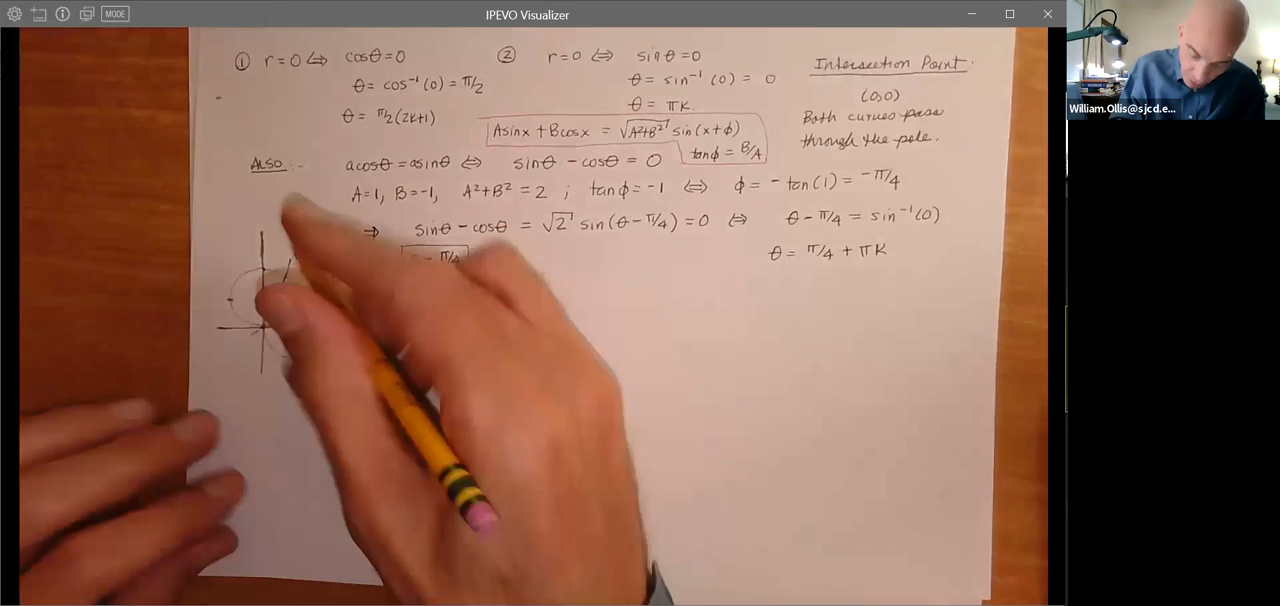 IPEVO Visualizer
MODE
William.Ollis@sjcd.e...
① r=0 ⇔ cosθ=0
θ= cos⁻¹(0) = π/2
θ = π/2(2k+1)
② r=0 ⇔ sinθ=0
θ= sin⁻¹(0) = 0
θ = πK.
Intersection Point.
(0,0)
Both curves pass
through the pole.
Asinx + Bcosx = √A²+B² sin(x+φ)
tanφ = B/A
ALSO:- acosθ = asinθ ⇔ sinθ - cosθ = 0
A=1, B=-1, A²+B² = 2 ; tanφ = -1 ⇔ φ= - tan(1) = -π/4
⇒ sinθ - cosθ = √2 sin(θ-π/4) =0 ⇔ θ-π/4 = sin⁻¹(0)
π/4 θ= π/4 + πK